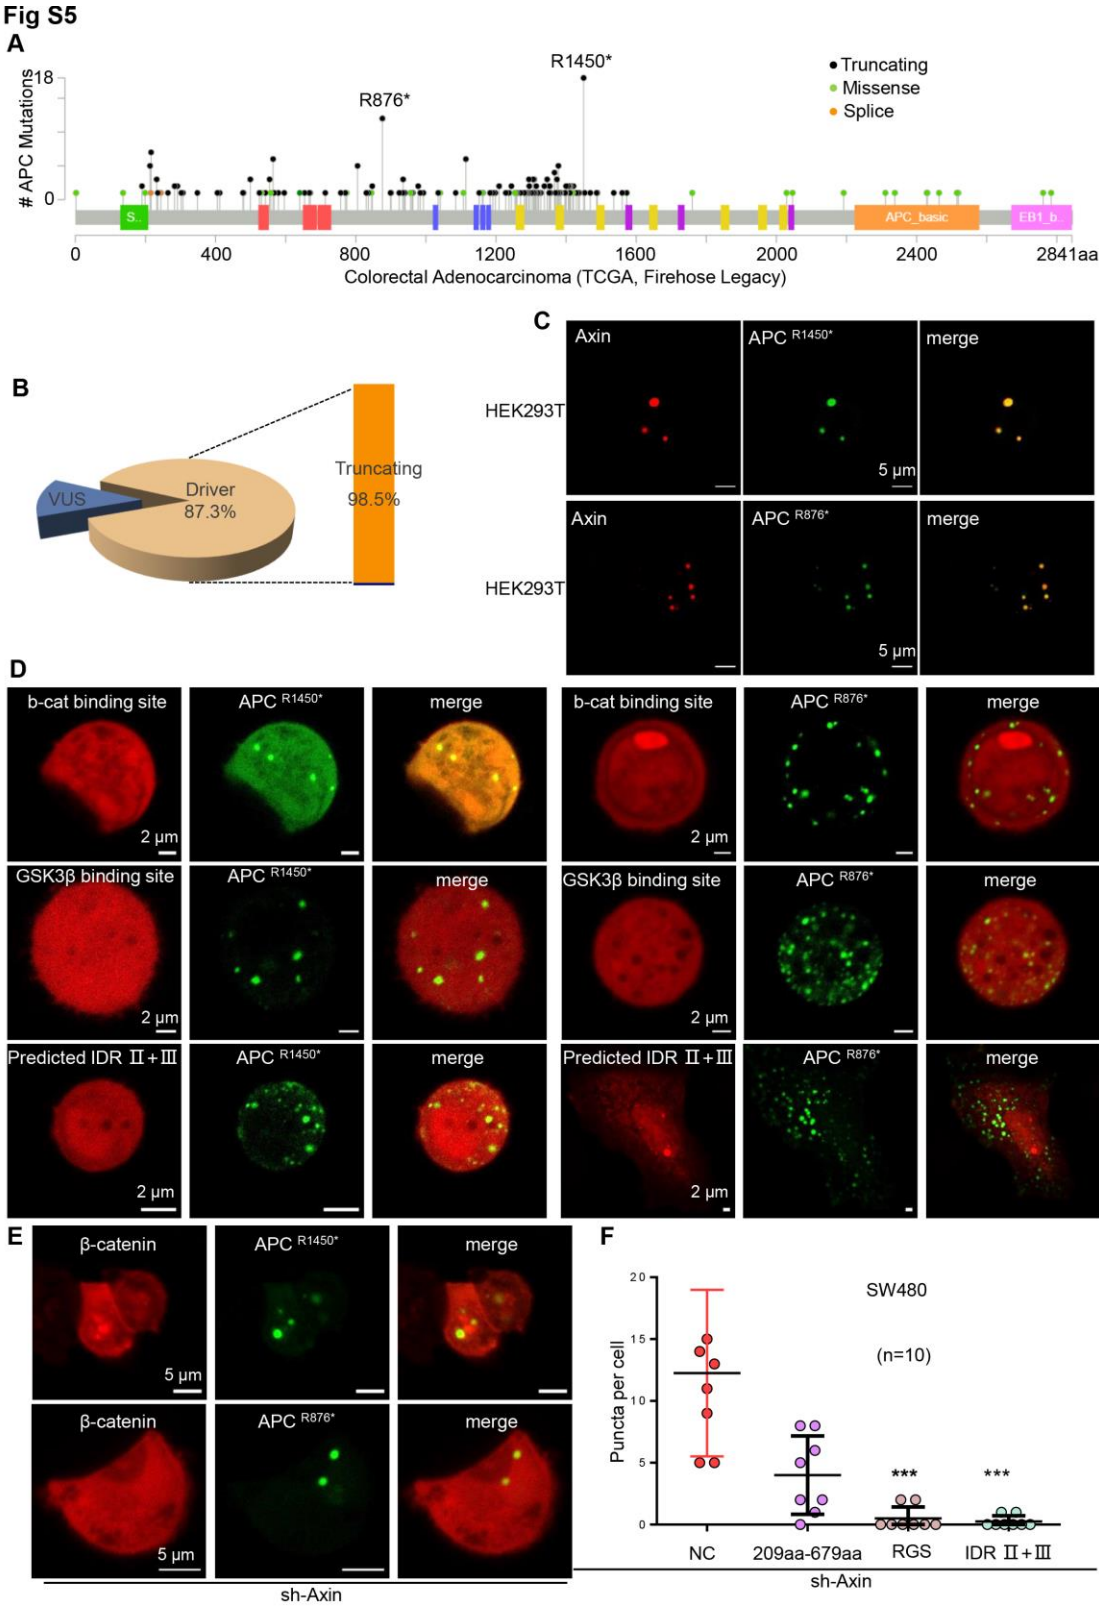 Fig S5
A
# APC Mutations
18
0
R876*
R1450*
Truncating
Missense
Splice
S..
APC_basic
EB1_b..
0 400 800 1200 1600 2000 2400 2841aa
Colorectal Adenocarcinoma (TCGA, Firehose Legacy)
B
VUS
Driver
87.3%
Truncating
98.5%
C
Axin APC R1450* merge
HEK293T
5 µm
Axin APC R876* merge
HEK293T
5 µm
D
b-cat binding site APC R1450* merge b-cat binding site APC R876* merge
2 µm 2 µm
GSK3β binding site APC R1450* merge GSK3β binding site APC R876* merge
2 µm 2 µm
Predicted IDR Ⅱ+Ⅲ APC R1450* merge Predicted IDR Ⅱ+Ⅲ APC R876* merge
2 µm 2 µm
E
β-catenin APC R1450* merge
5 µm
β-catenin APC R876* merge
5 µm
sh-Axin
F
Puncta per cell
20
15
10
5
0
SW480
(n=10)
*** ***
NC 209aa-679aa RGS IDR Ⅱ+Ⅲ
sh-Axin